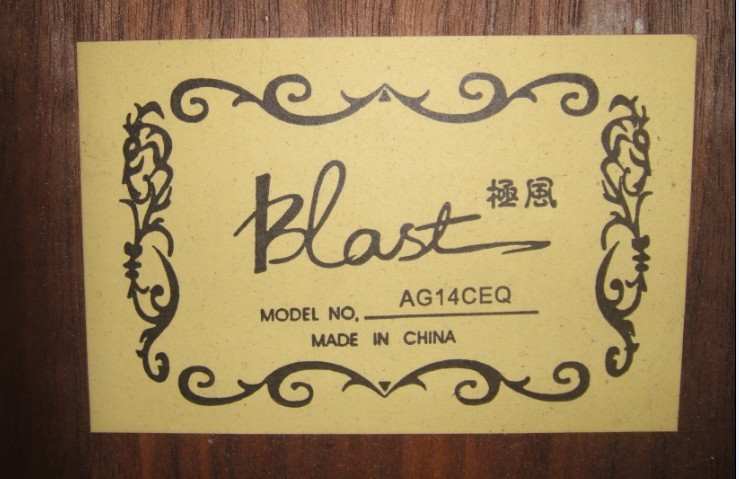 Blast 極風
MODEL NO. AG14CEQ
MADE IN CHINA